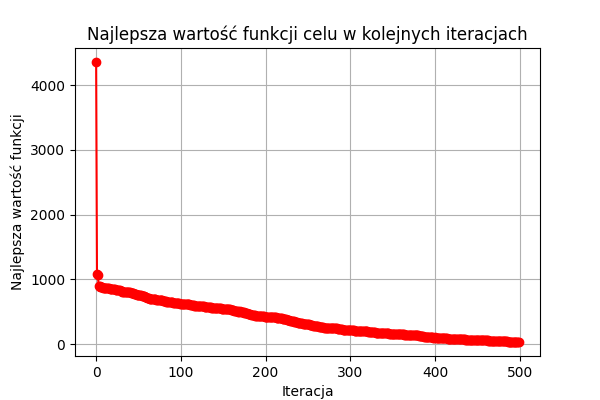 Najlepsza wartość funkcji celu w kolejnych iteracjach
Najlepsza wartość funkcji
4000
3000
2000
1000
0
0 100 200 300 400 500
Iteracja